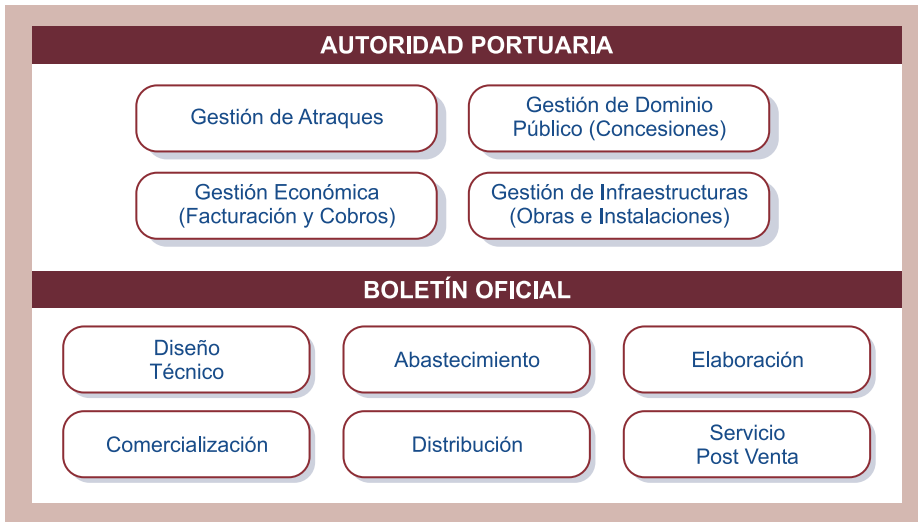 AUTORIDAD PORTUARIA
Gestión de Atraques
Gestión de Dominio
Público (Concesiones)
Gestión Económica
(Facturación y Cobros)
Gestión de Infraestructuras
(Obras e Instalaciones)
BOLETÍN OFICIAL
Diseño
Técnico
Abastecimiento
Elaboración
Comercialización
Distribución
Servicio
Post Venta